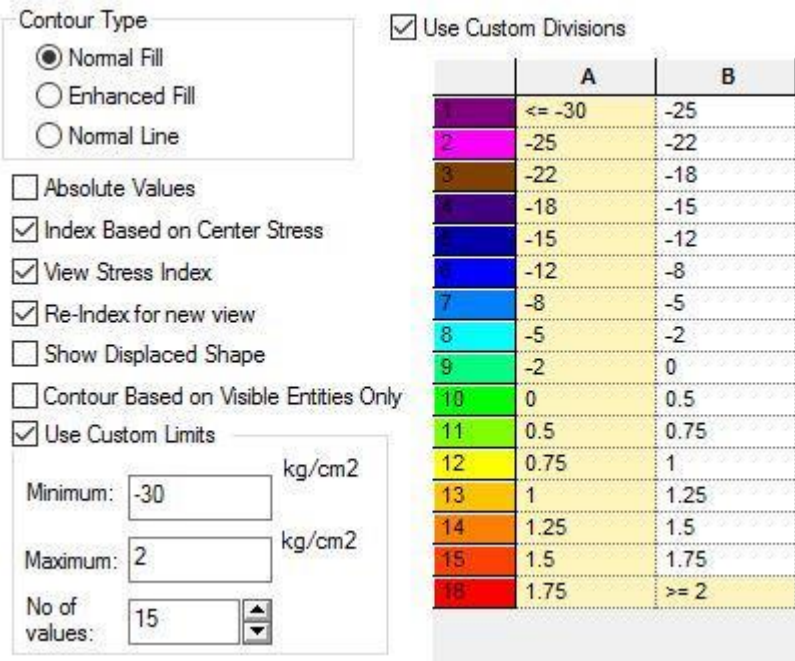 Contour Type
Normal Fill
Enhanced Fill
Normal Line
Absolute Values
Index Based on Center Stress
View Stress Index
Re-Index for new view
Show Displaced Shape
Contour Based on Visible Entities Only
Use Custom Limits
Minimum: -30 kg/cm2
Maximum: 2 kg/cm2
No of
values: 15
Use Custom Divisions
A B
1 <= -30 -25
2 -25 -22
3 -22 -18
4 -18 -15
5 -15 -12
6 -12 -8
7 -8 -5
8 -5 -2
9 -2 0
10 0 0.5
11 0.5 0.75
12 0.75 1
13 1 1.25
14 1.25 1.5
15 1.5 1.75
16 1.75 >= 2